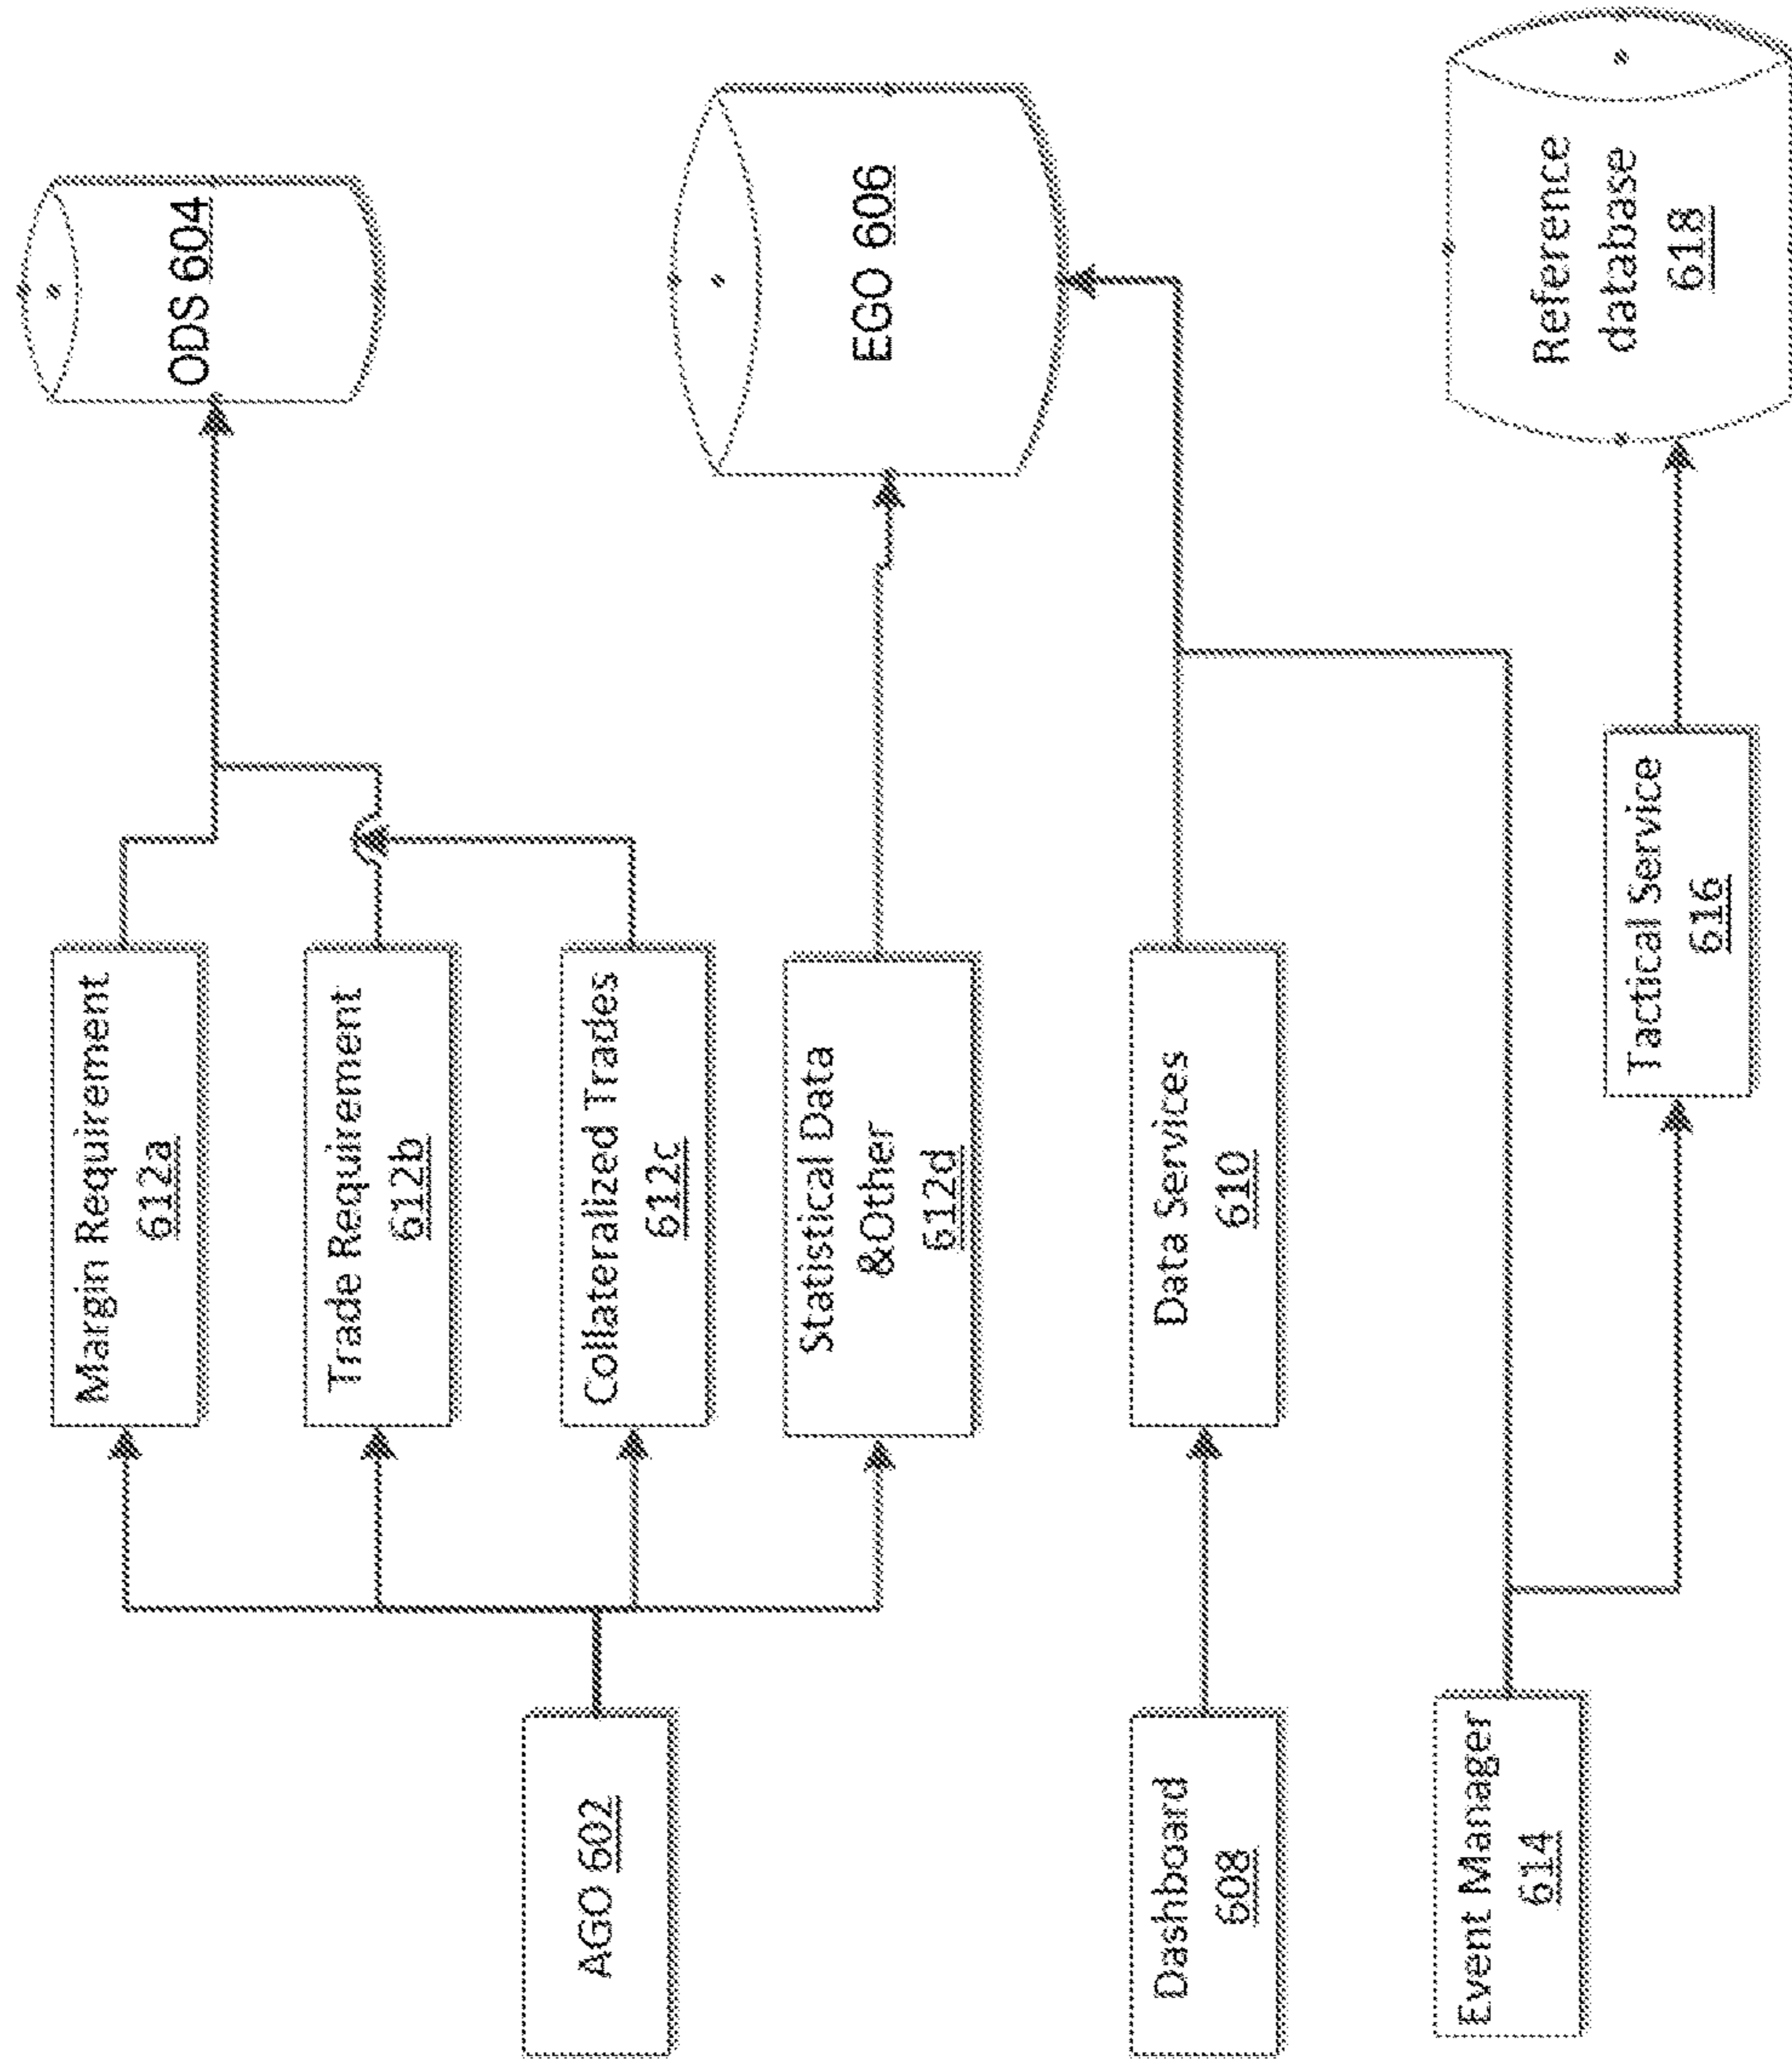 Margin Requirement
612a
Trade Requirement
612b
Collateralized Trades
612c
Statistical Data
&Other
612d
AGO 602
ODS 604
EGO 606
Dashboard
608
Data Services
610
Event Manager
614
Tactical Service
616
Reference
database
618